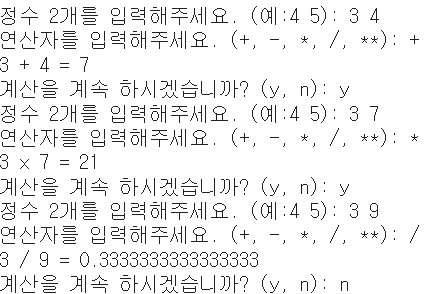 정수 2개를 입력해주세요. (예:4 5): 3 4
연산자를 입력해주세요. (+, -, *, /, **): +
3 + 4 = 7
계산을 계속 하시겠습니까? (y, n): y
정수 2개를 입력해주세요. (예:4 5): 3 7
연산자를 입력해주세요. (+, -, *, /, **): *
3 x 7 = 21
계산을 계속 하시겠습니까? (y, n): y
정수 2개를 입력해주세요. (예:4 5): 3 9
연산자를 입력해주세요. (+, -, *, /, **): /
3 / 9 = 0.3333333333333333
계산을 계속 하시겠습니까? (y, n): n